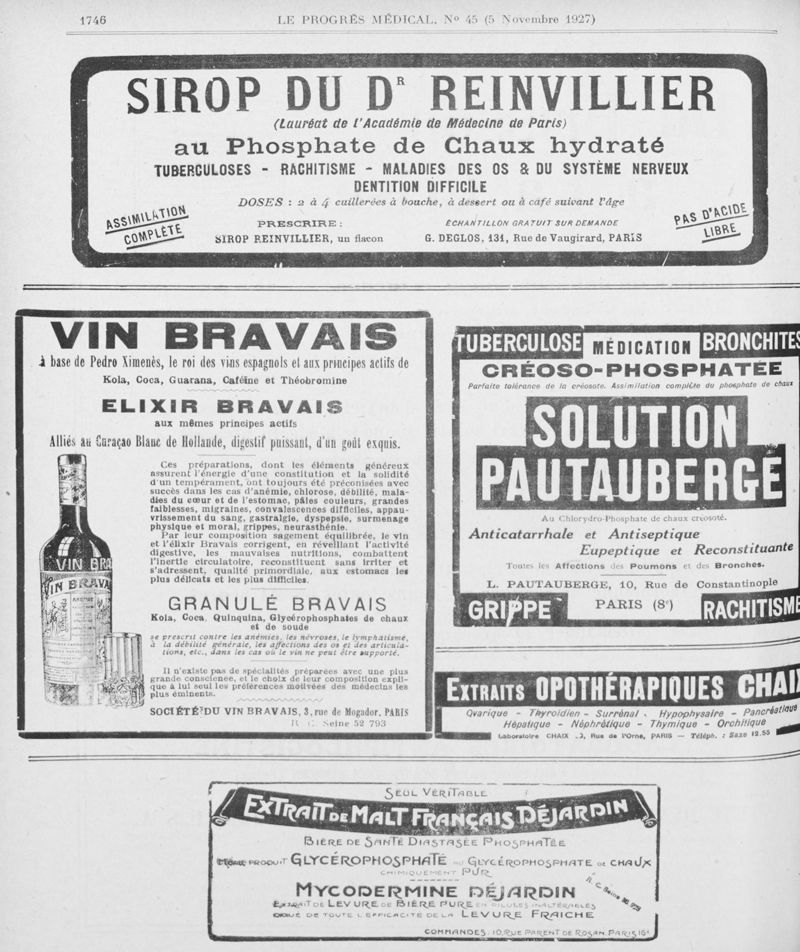 1746
LE PROGRÈS MÉDICAL, No 45 (5 Novembre 1927)
SIROP DU DR REINVILLIER
(Lauréat de l'Académie de Médecine de Paris)
au Phosphate de Chaux hydraté
TUBERCULOSES - RACHITISME - MALADIES DES OS & DU SYSTÈME NERVEUX
DENTITION DIFFICILE
DOSES : 2 à 4 cuillerées à bouche, à dessert ou à café suivant l'âge
ASSIMILATION
COMPLÈTE
PRESCRIRE :
SIROP REINVILLIER, un flacon
ÉCHANTILLON GRATUIT SUR DEMANDE
G. DEGLOS, 131, Rue de Vaugirard, PARIS
PAS D'ACIDE
LIBRE
VIN BRAVAIS
à base de Pedro Ximenès, le roi des vins espagnols et aux principes actifs de
Kola, Coca, Guarana, Caféine et Théobromine
ELIXIR BRAVAIS
aux mêmes principes actifs
Alliés au Curaçao Blanc de Hollande, digestif puissant, d'un goût exquis.
Ces préparations, dont les éléments généreux
assurent l'énergie d'une constitution et la solidité
d'un tempérament, ont toujours été préconisées avec
succès dans les cas d'anémie, chlorose, débilité, mala-
dies du cœur et de l'estomac, pâles couleurs, grandes
faiblesses, migraines, convalescences difficiles, appau-
vrissement du sang, gastralgie, dyspepsie, surmenage
physique et moral, grippes, neurasthénie.
Par leur composition sagement équilibrée, le vin
et l'élixir Bravais corrigent, en réveillant l'activité
digestive, les mauvaises nutritions, combattent
l'inertie circulatoire, reconstituent sans irriter et
s'adressent, qualité primordiale, aux estomacs les
plus délicats et les plus difficiles.
VIN BRA
VIN BRAVAI
GRANULÉ BRAVAIS
Kola, Coca, Quinquina, Glycérophosphates de chaux
et de soude
se prescrit contre les anémies, les névroses, le lymphatisme,
à la débilité générale, les affections des os et des articula-
tions, etc., dans les cas où le vin ne peut être supporté.
Il n'existe pas de spécialités préparées avec une plus
grande conscience, et le choix de leur composition expli-
que à lui seul les préférences motivées des médecins les
plus éminents.
SOCIÉTÉ DU VIN BRAVAIS, 3, rue de Mogador, PARIS
R. C. Seine 52 793
TUBERCULOSE MÉDICATION BRONCHITES
CRÉOSO-PHOSPHATÉE
Parfaite tolérance de la créosote. Assimilation complète du phosphate de chaux
SOLUTION
PAUTAUBERGE
Au Chlorydro-Phosphate de chaux créosoté.
Anticatarrhale et Antiseptique
Eupeptique et Reconstituante
Toutes les Affections des Poumons et des Bronches.
L. PAUTAUBERGE, 10, Rue de Constantinople
GRIPPE PARIS (8e) RACHITISME
EXTRAITS OPOTHÉRAPIQUES CHAIX
Ovarique - Thyroïdien - Surrénal - Hypophysaire - Pancréatique
Hépatique - Néphrétique - Thymique - Orchitique
Laboratoire CHAIX Rue de l'Orne, PARIS — Téléph. : Saxe 12.55
SEUL VÉRITABLE
EXTRAIT DE MALT FRANÇAIS DÉJARDIN
BIÈRE DE SANTÉ DIASTASÉE PHOSPHATÉE
MÊME PRODUIT GLYCÉROPHOSPHATÉ AU GLYCÉROPHOSPHATE DE CHAUX
CHIMIQUEMENT PUR
MYCODERMINE DÉJARDIN
R. C. Seine
EXTRAIT DE LEVURE DE BIÈRE PURE EN PILULES INALTÉRABLES
DOUÉ DE TOUTE L'EFFICACITÉ DE LA LEVURE FRAICHE
COMMANDES, 10, RUE PARENT DE ROSAN. PARIS 16e